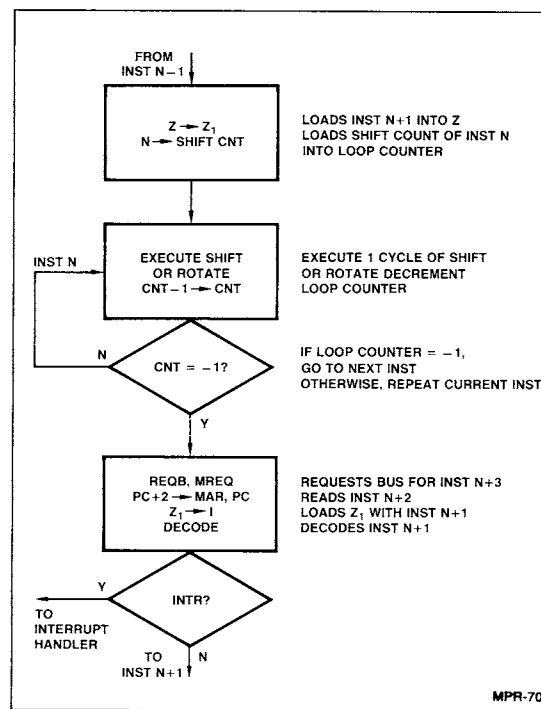 FROM
INST N−1
Z → Z₁
N → SHIFT CNT
LOADS INST N+1 INTO Z
LOADS SHIFT COUNT OF INST N
INTO LOOP COUNTER
INST N
EXECUTE SHIFT
OR ROTATE
CNT−1 → CNT
EXECUTE 1 CYCLE OF SHIFT
OR ROTATE DECREMENT
LOOP COUNTER
N
CNT = −1?
Y
IF LOOP COUNTER = −1,
GO TO NEXT INST
OTHERWISE, REPEAT CURRENT INST
REQB, MREQ
PC+2 → MAR, PC
Z₁ → I
DECODE
REQUESTS BUS FOR INST N+3
READS INST N+2
LOADS Z₁ WITH INST N+1
DECODES INST N+1
Y
INTR?
N
TO
INTERRUPT
HANDLER
TO
INST N+1
MPR-70